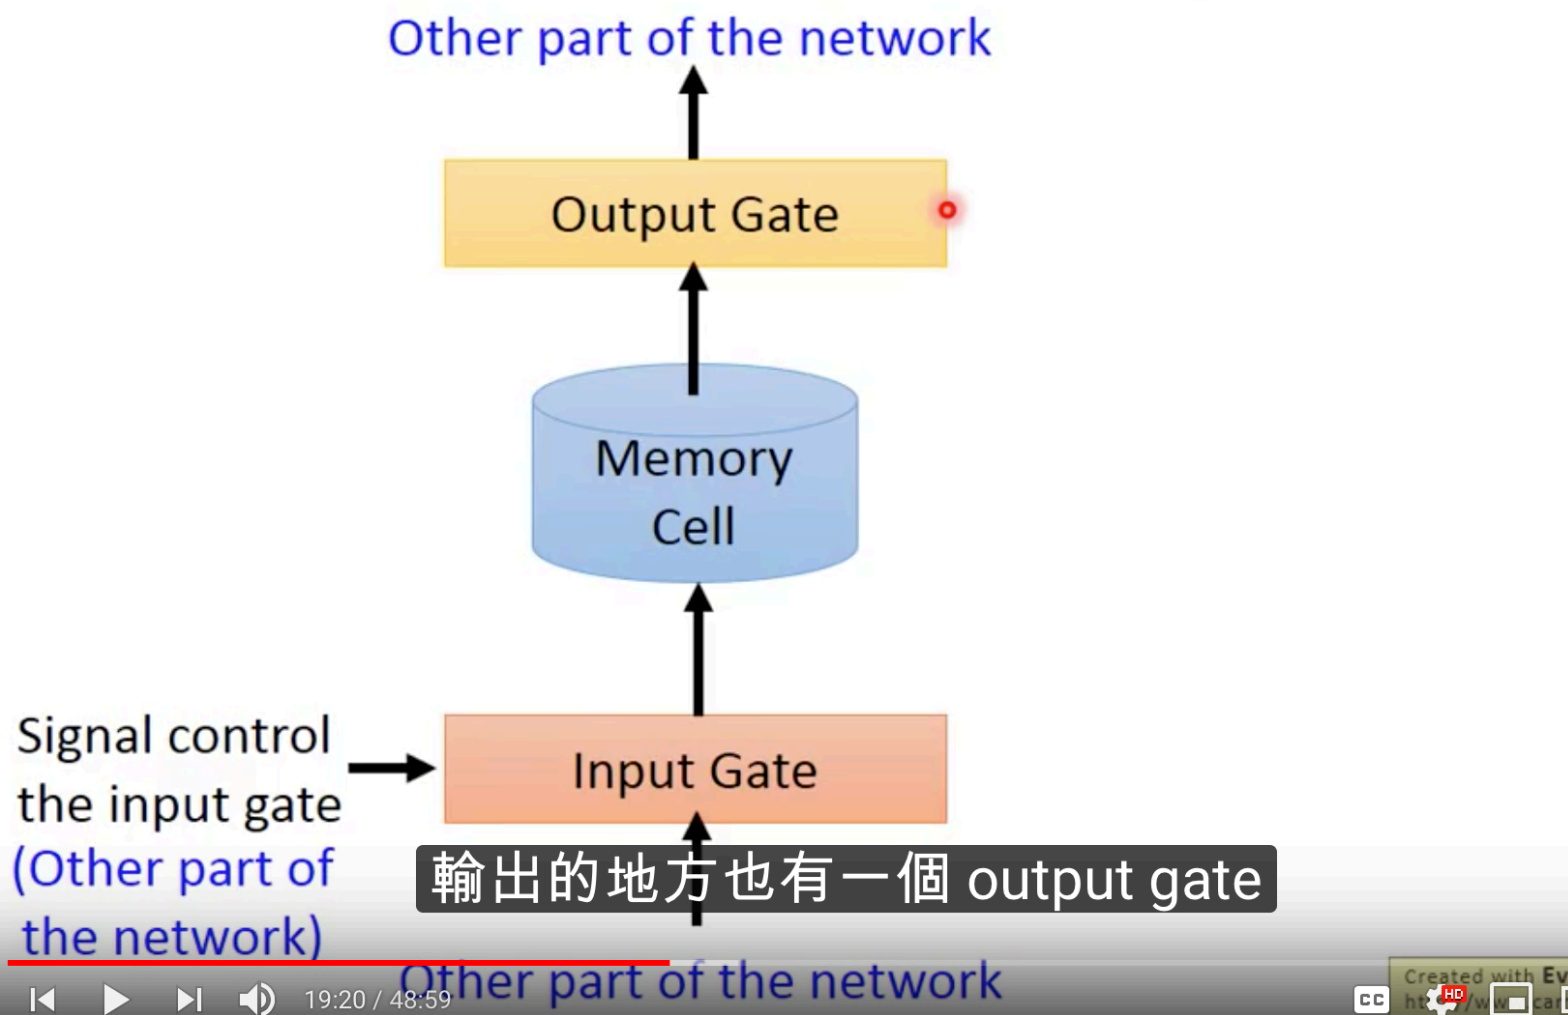 Other part of the network
Output Gate
Memory
Cell
Signal control
the input gate
(Other part of
the network)
Input Gate
輸出的地方也有一個 output gate
Other part of the network
19:20 / 48:59
CC
HD
Created with Ev